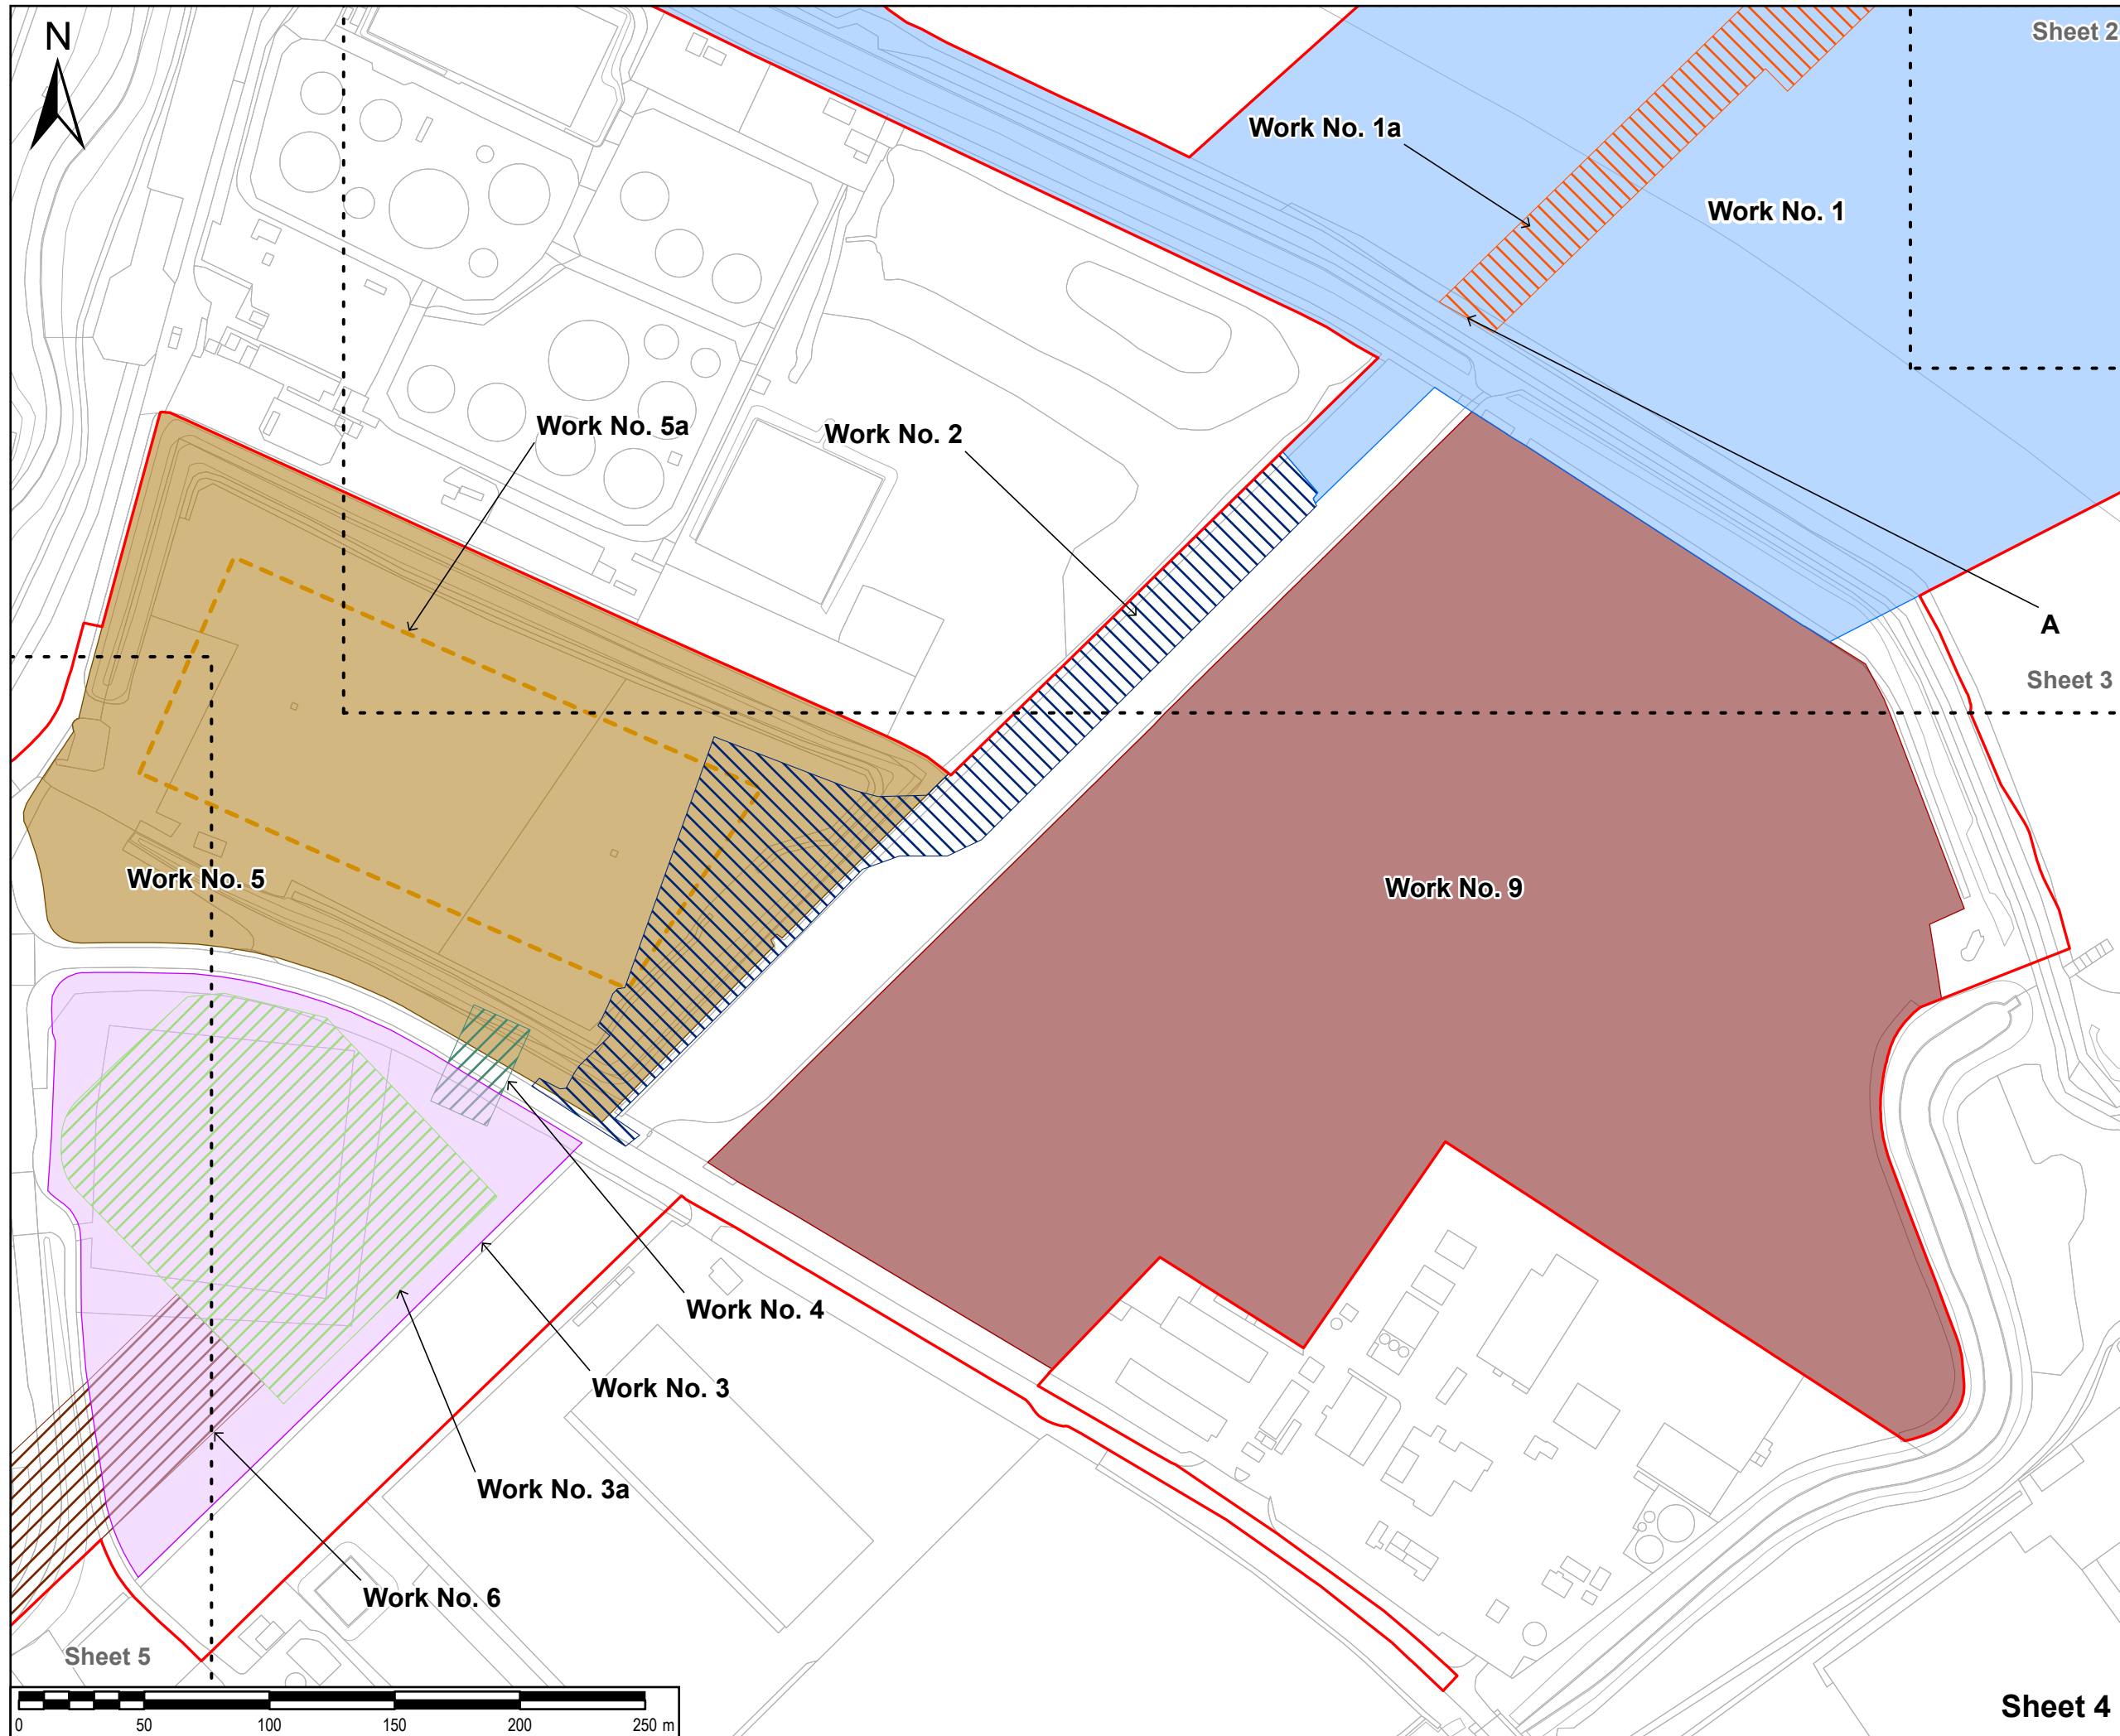 N
Sheet 2
Work No. 1a
Work No. 1
Work No. 5a
Work No. 2
A
Sheet 3
Work No. 5
Work No. 9
Work No. 4
Work No. 3
Work No. 3a
Work No. 6
Sheet 5
Sheet 4
0 50 100 150 200 250 m